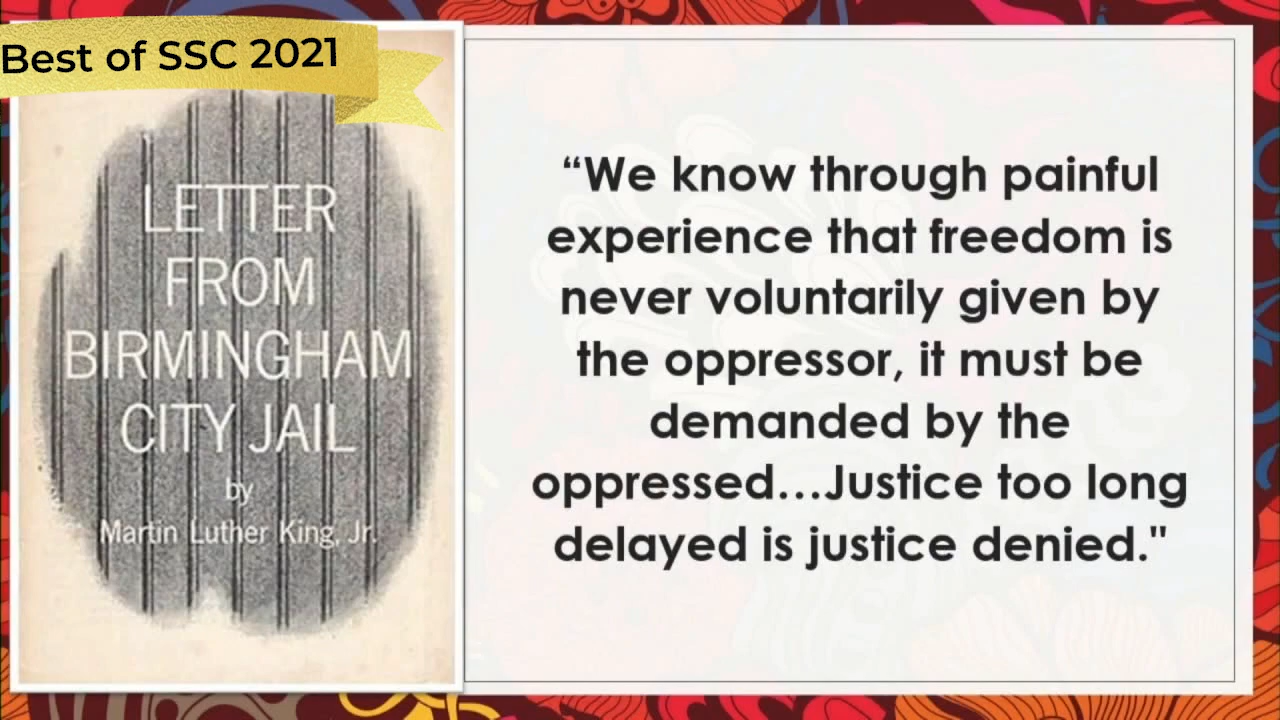 Best of SSC 2021
LETTER
FROM
BIRMINGHAM
CITY JAIL
by
Martin Luther King, Jr.
“We know through painful
experience that freedom is
never voluntarily given by
the oppressor, it must be
demanded by the
oppressed...Justice too long
delayed is justice denied."